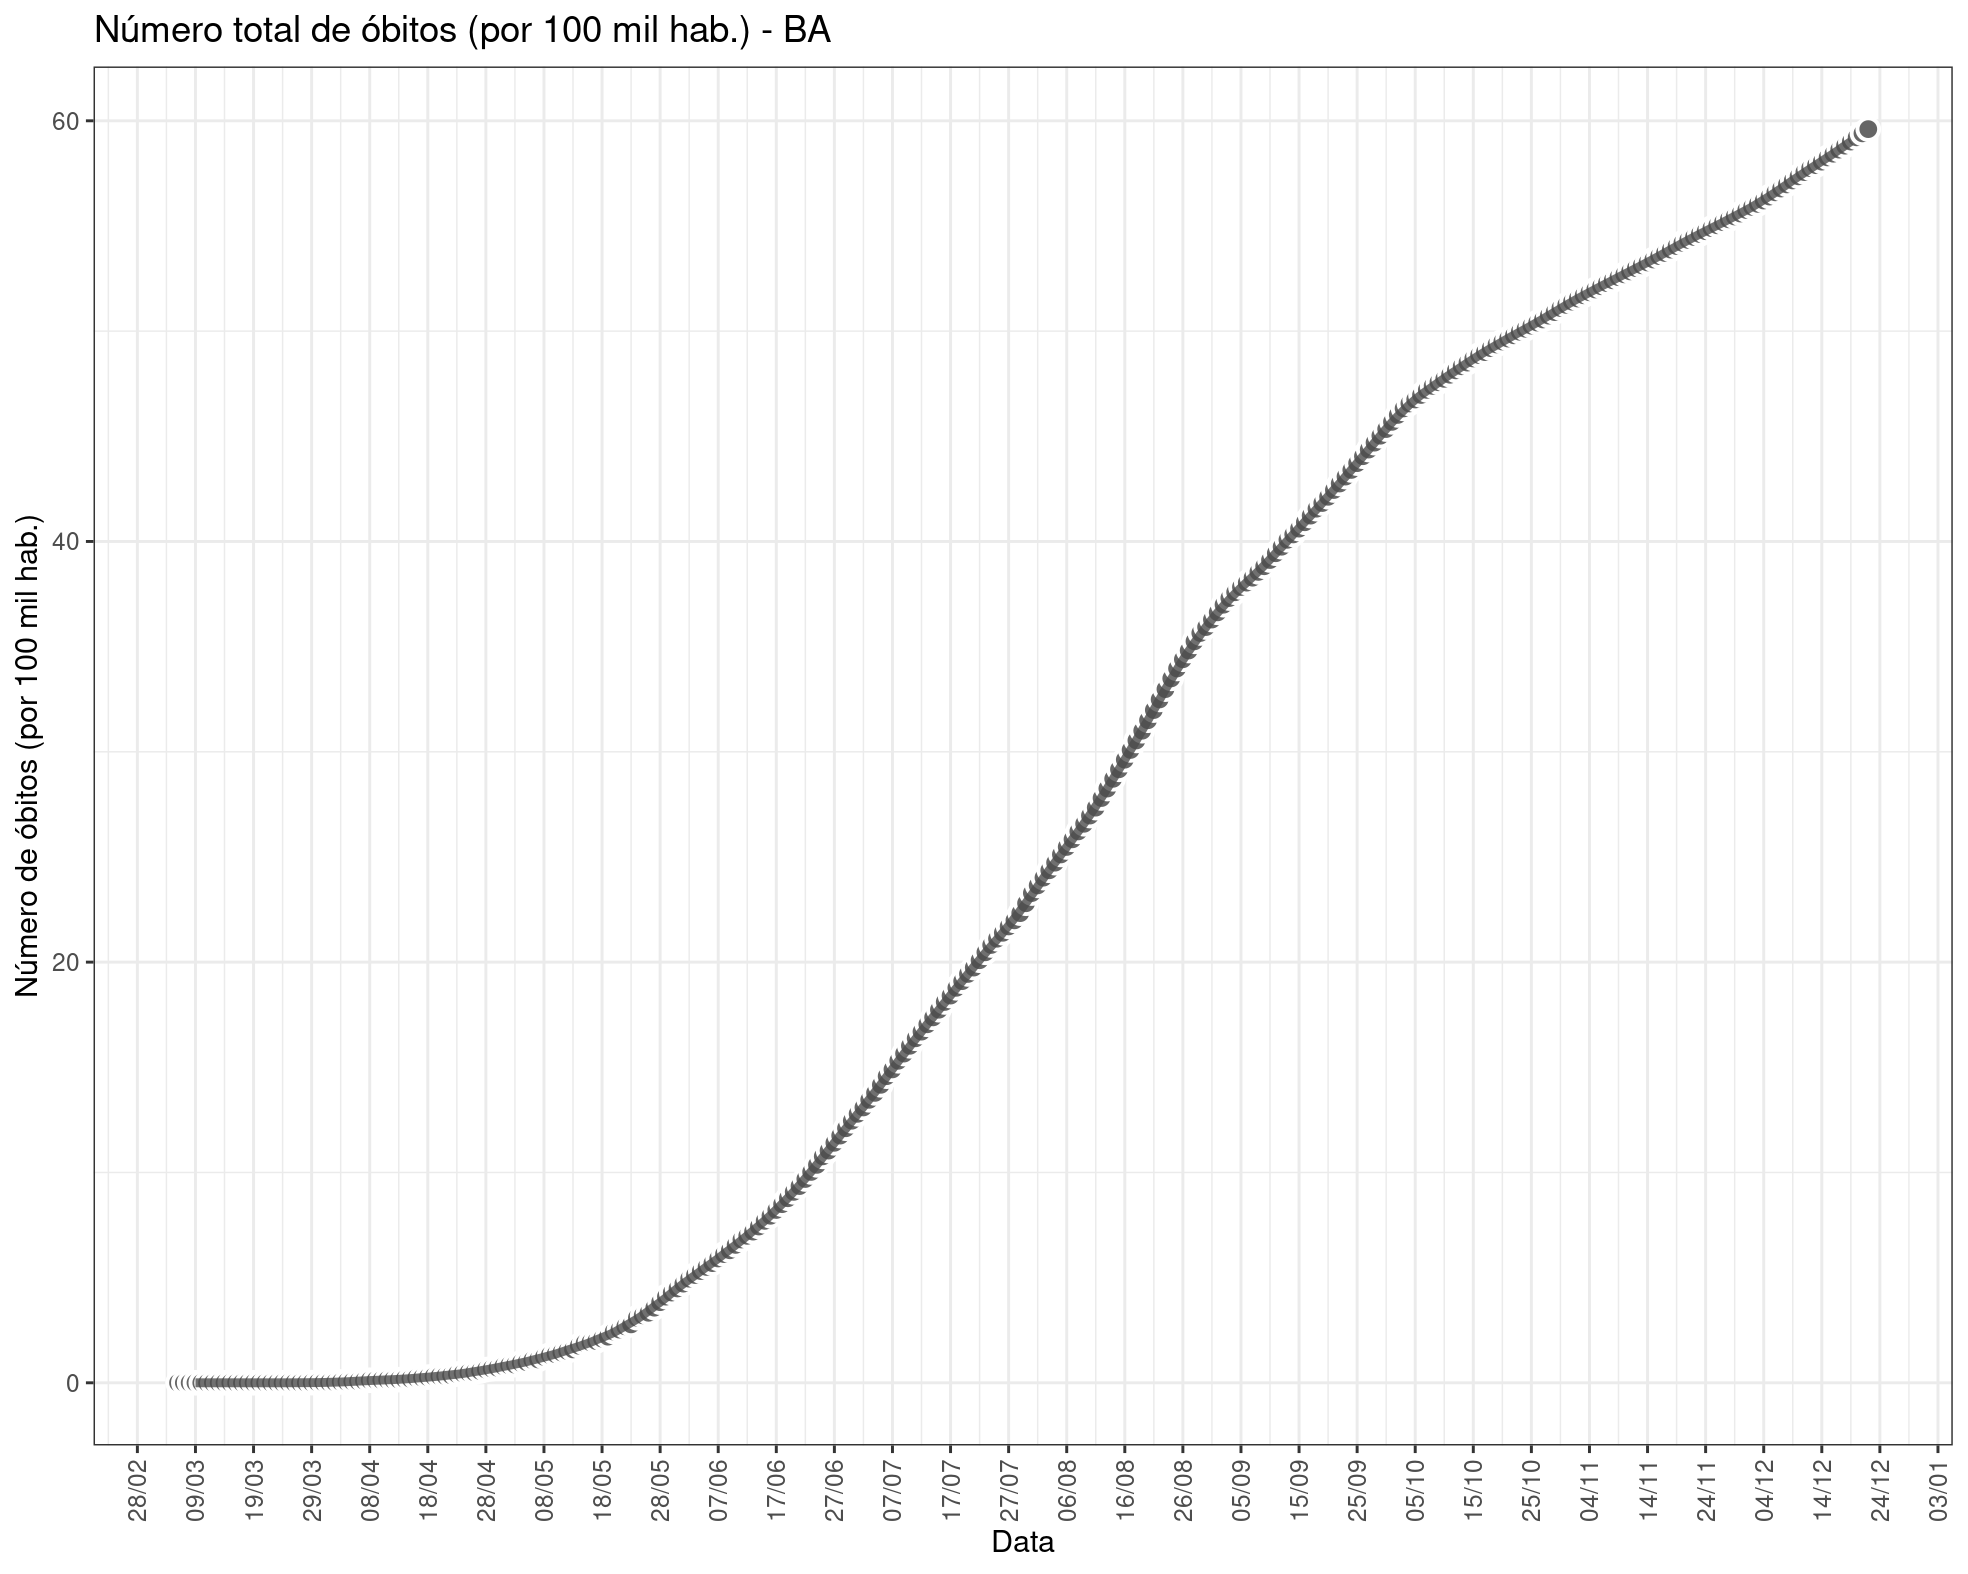 Número total de óbitos (por 100 mil hab.) - BA
Número de óbitos (por 100 mil hab.)
60
40
20
0
28/02 09/03 19/03 29/03 08/04 18/04 28/04 08/05 18/05 28/05 07/06 17/06 27/06 07/07 17/07 27/07 06/08 16/08 26/08 05/09 15/09 25/09 05/10 15/10 25/10 04/11 14/11 24/11 04/12 14/12 24/12 03/01
Data